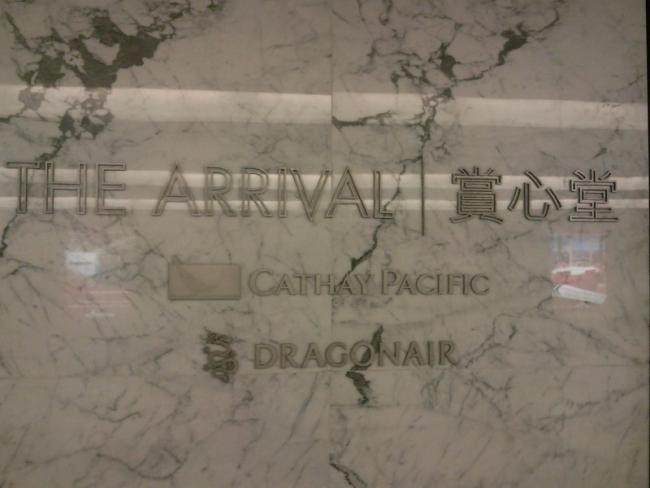 THE ARRIVAL | 賞心堂
CATHAY PACIFIC
DRAGONAIR